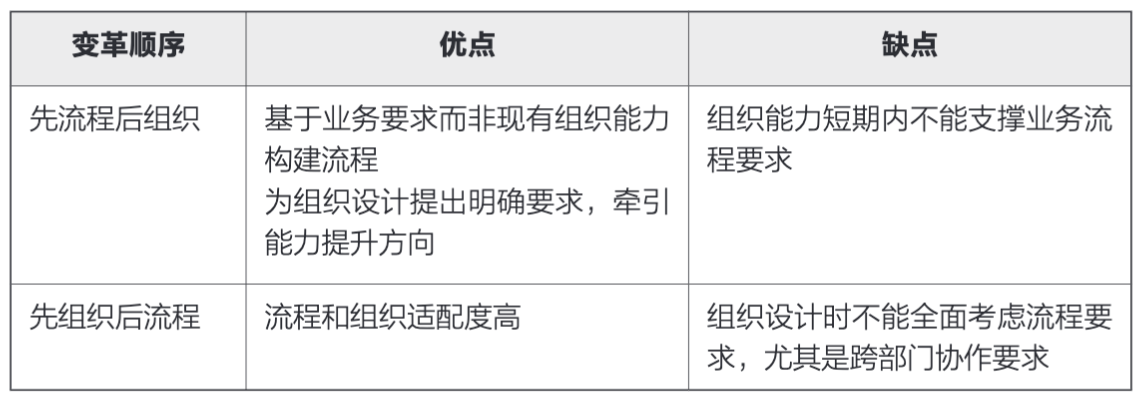 变革顺序
优点
缺点
先流程后组织
基于业务要求而非现有组织能力
构建流程
为组织设计提出明确要求，牵引
能力提升方向
组织能力短期内不能支撑业务流
程要求
先组织后流程
流程和组织适配度高
组织设计时不能全面考虑流程要
求，尤其是跨部门协作要求